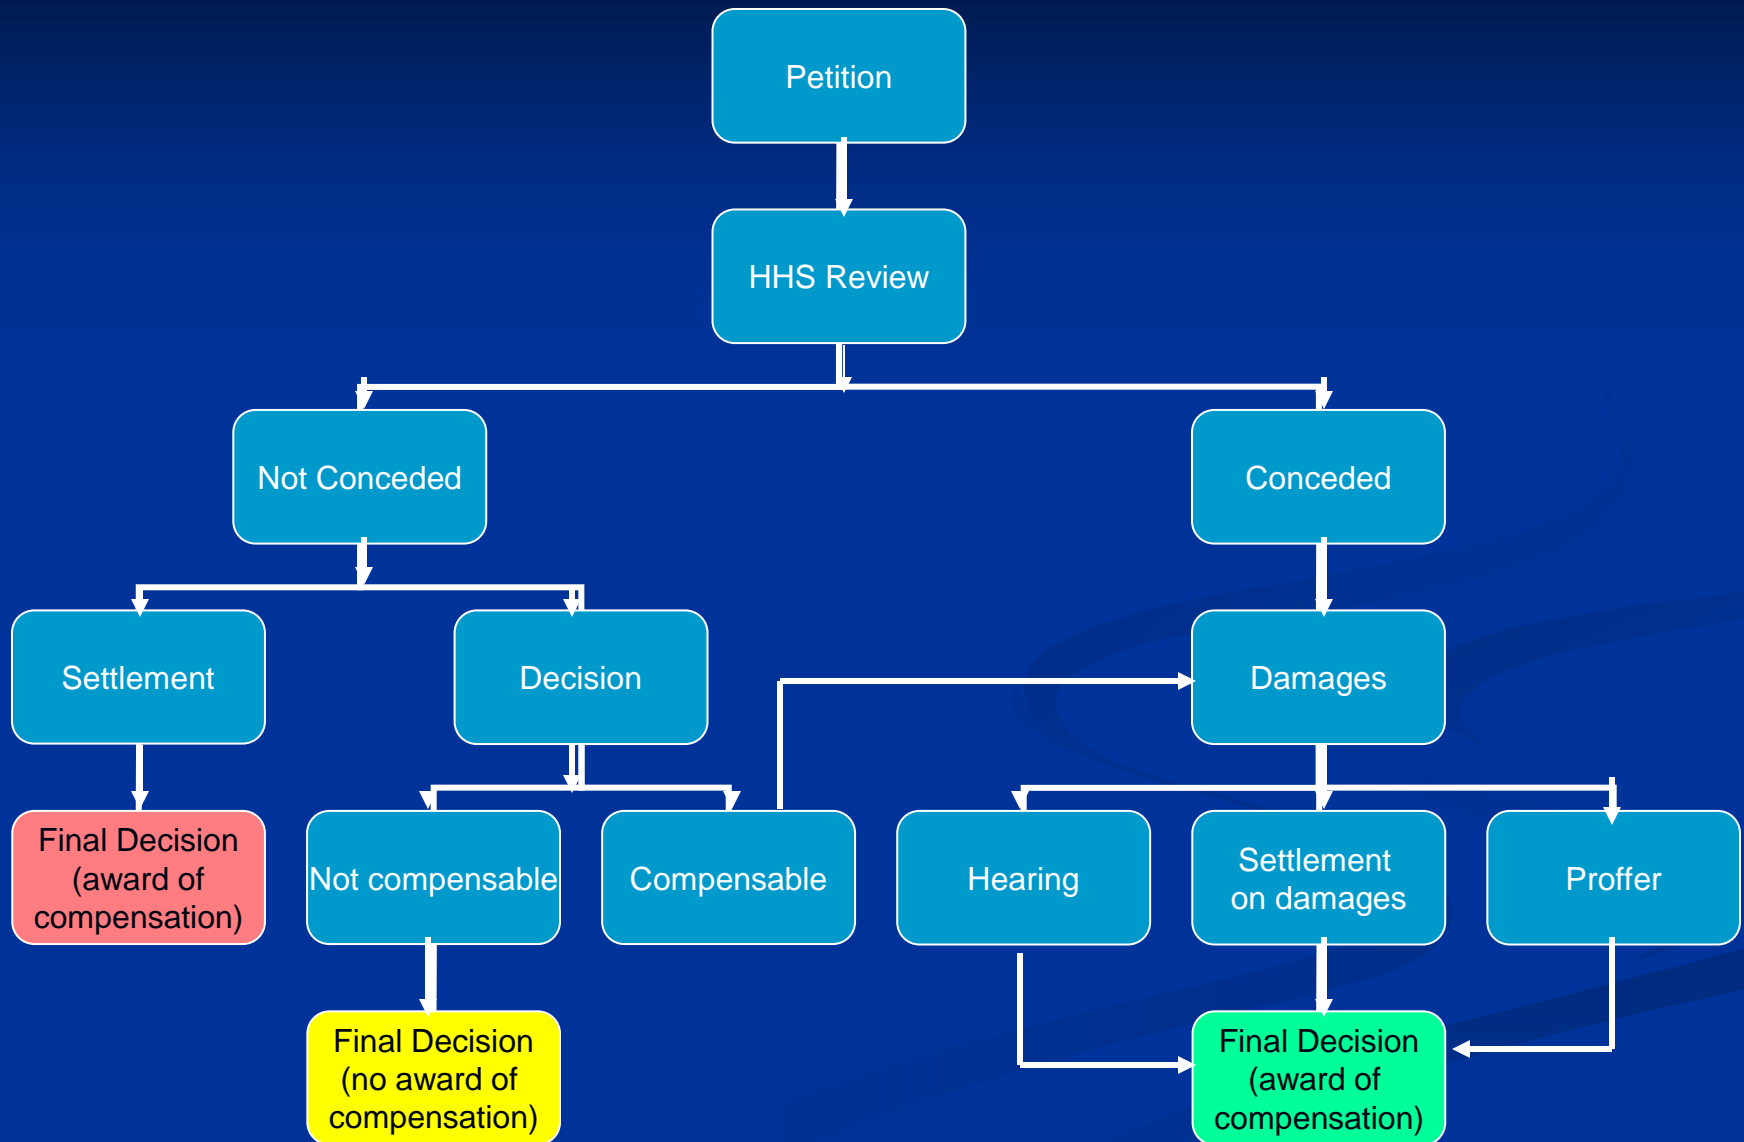 Petition
HHS Review
Not Conceded
Conceded
Settlement
Decision
Damages
Final Decision
(award of
compensation)
Not compensable
Compensable
Hearing
Settlement
on damages
Proffer
Final Decision
(no award of
compensation)
Final Decision
(award of
compensation)